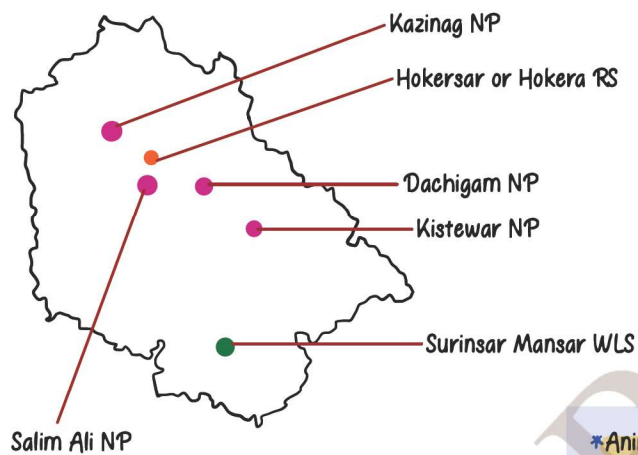 Kazinag NP
Hokersar or Hokera RS
Dachigam NP
Kistewar NP
Surinsar Mansar WLS
Salim Ali NP